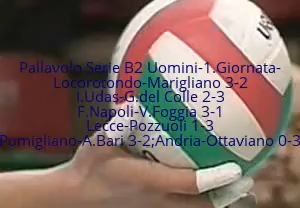 Pallavolo Serie B2 Uomini-1.Giornata-
Locorotondo-Marigliano 3-2
I.Udas-G.del Colle 2-3
F.Napoli-V.Foggia 3-1
Lecce-Pozzuoli 1-3
Pumigliano-A.Bari 3-2;Andria-Ottaviano 0-3